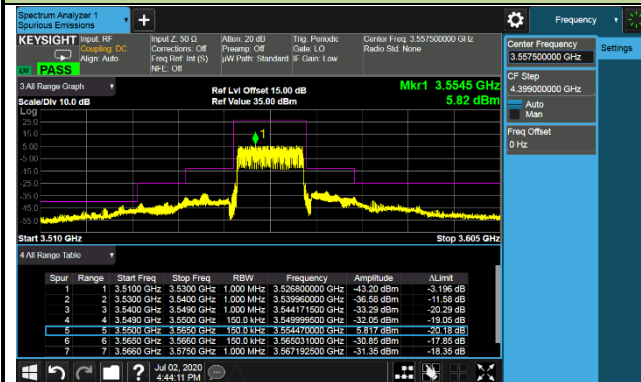 Spectrum Analyzer 1
Spurious Emissions
Frequency
KEYSIGHT
Input: RF
Coupling: DC
Align: Auto
Input Z: 50 Ω
Corrections: Off
Freq Ref: Int (S)
NFE: Off
Atten: 20 dB
Preamp: Off
µW Path: Standard
Trig: Periodic
Gate: LO
IF Gain: Low
Center Freq: 3.557500000 GHz
Radio Std: None
PASS
Center Frequency
3.557500000 GHz
Settings
CF Step
4.399000000 GHz
Auto
Man
Freq Offset
0 Hz
3 All Range Graph
Scale/Div 10.0 dB
Ref Lvl Offset 15.00 dB
Ref Value 35.00 dBm
Mkr1 3.5545 GHz
5.82 dBm
Log
25.0
15.0
5.00
-5.00
-15.0
-25.0
-35.0
-45.0
-55.0
1
Start 3.510 GHz
Stop 3.605 GHz
4 All Range Table
Spur Range Start Freq Stop Freq RBW Frequency Amplitude ΔLimit
1 1 3.5100 GHz 3.5300 GHz 1.000 MHz 3.526800000 GHz -43.20 dBm -3.196 dB
2 2 3.5300 GHz 3.5400 GHz 1.000 MHz 3.539960000 GHz -36.58 dBm -11.58 dB
3 3 3.5400 GHz 3.5490 GHz 1.000 MHz 3.544171500 GHz -33.29 dBm -20.29 dB
4 4 3.5490 GHz 3.5500 GHz 150.0 kHz 3.549999500 GHz -32.05 dBm -19.05 dB
5 5 3.5500 GHz 3.5650 GHz 150.0 kHz 3.554470000 GHz 5.817 dBm -20.18 dB
6 6 3.5650 GHz 3.5660 GHz 150.0 kHz 3.565031000 GHz -30.85 dBm -17.85 dB
7 7 3.5660 GHz 3.5750 GHz 1.000 MHz 3.567192500 GHz -31.35 dBm -18.35 dB
Jul 02, 2020
4:44:11 PM